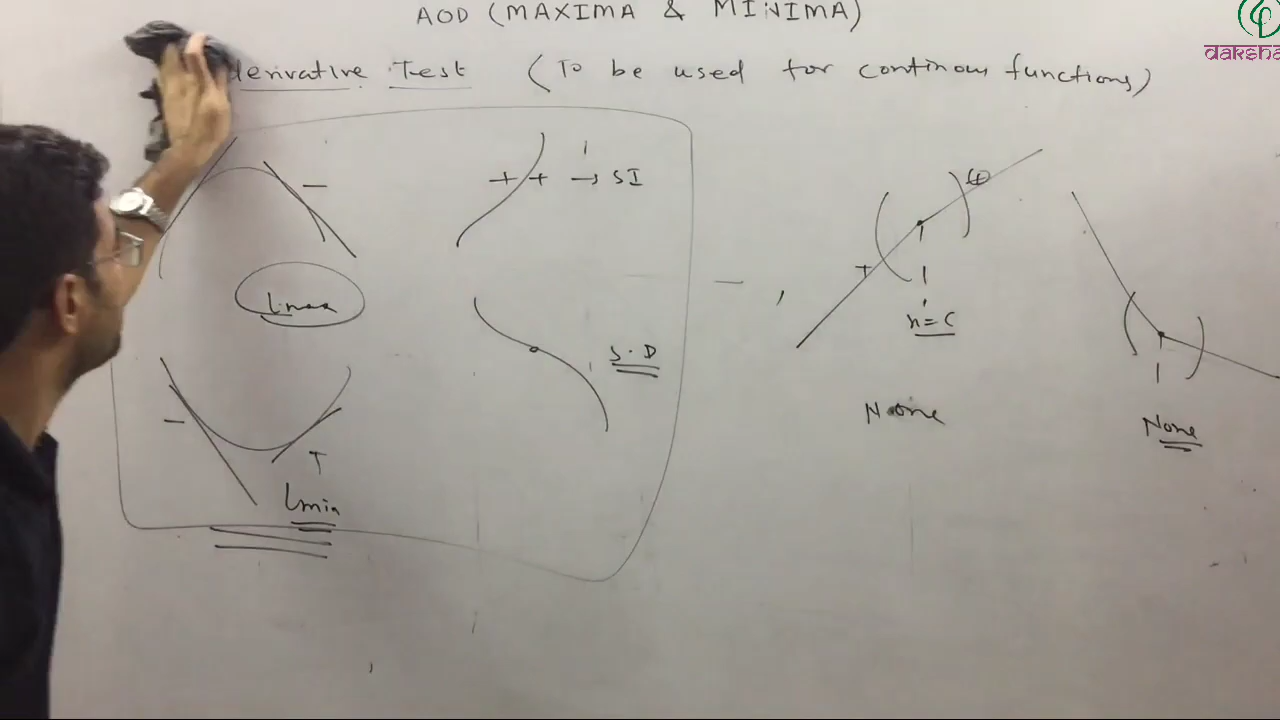 AOD (MAXIMA & MINIMA)
daksha
derivative Test (To be used for continous functions)
−
+ + → SI
+
+
x = C
None
−
Lmax
S.D
−
+
Lmin
None